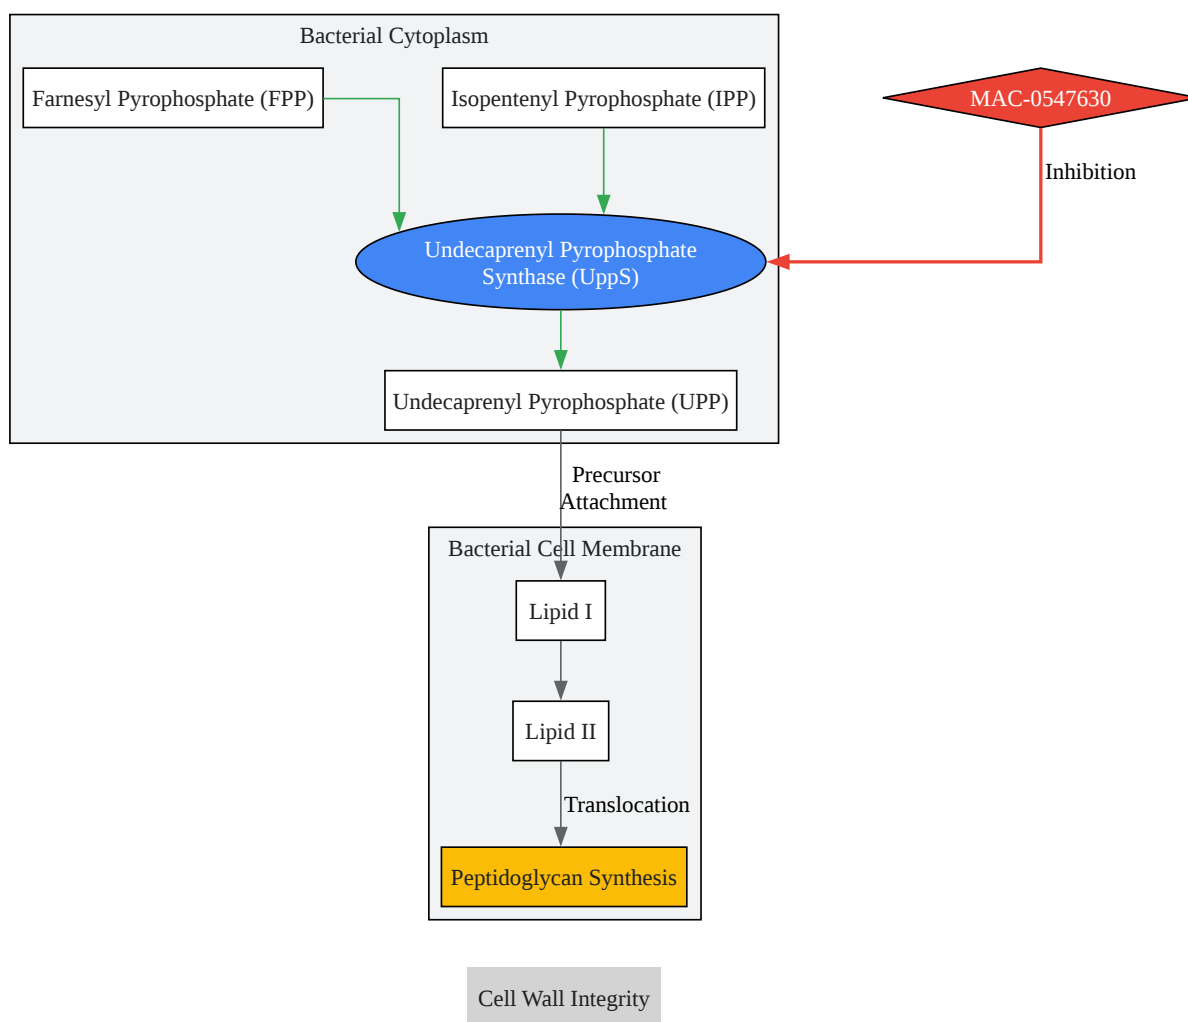 Bacterial Cytoplasm
Farnesyl Pyrophosphate (FPP)
Isopentenyl Pyrophosphate (IPP)
MAC-0547630
Inhibition
Undecaprenyl Pyrophosphate
Synthase (UppS)
Undecaprenyl Pyrophosphate (UPP)
Precursor
Attachment
Bacterial Cell Membrane
Lipid I
Lipid II
Translocation
Peptidoglycan Synthesis
Cell Wall Integrity